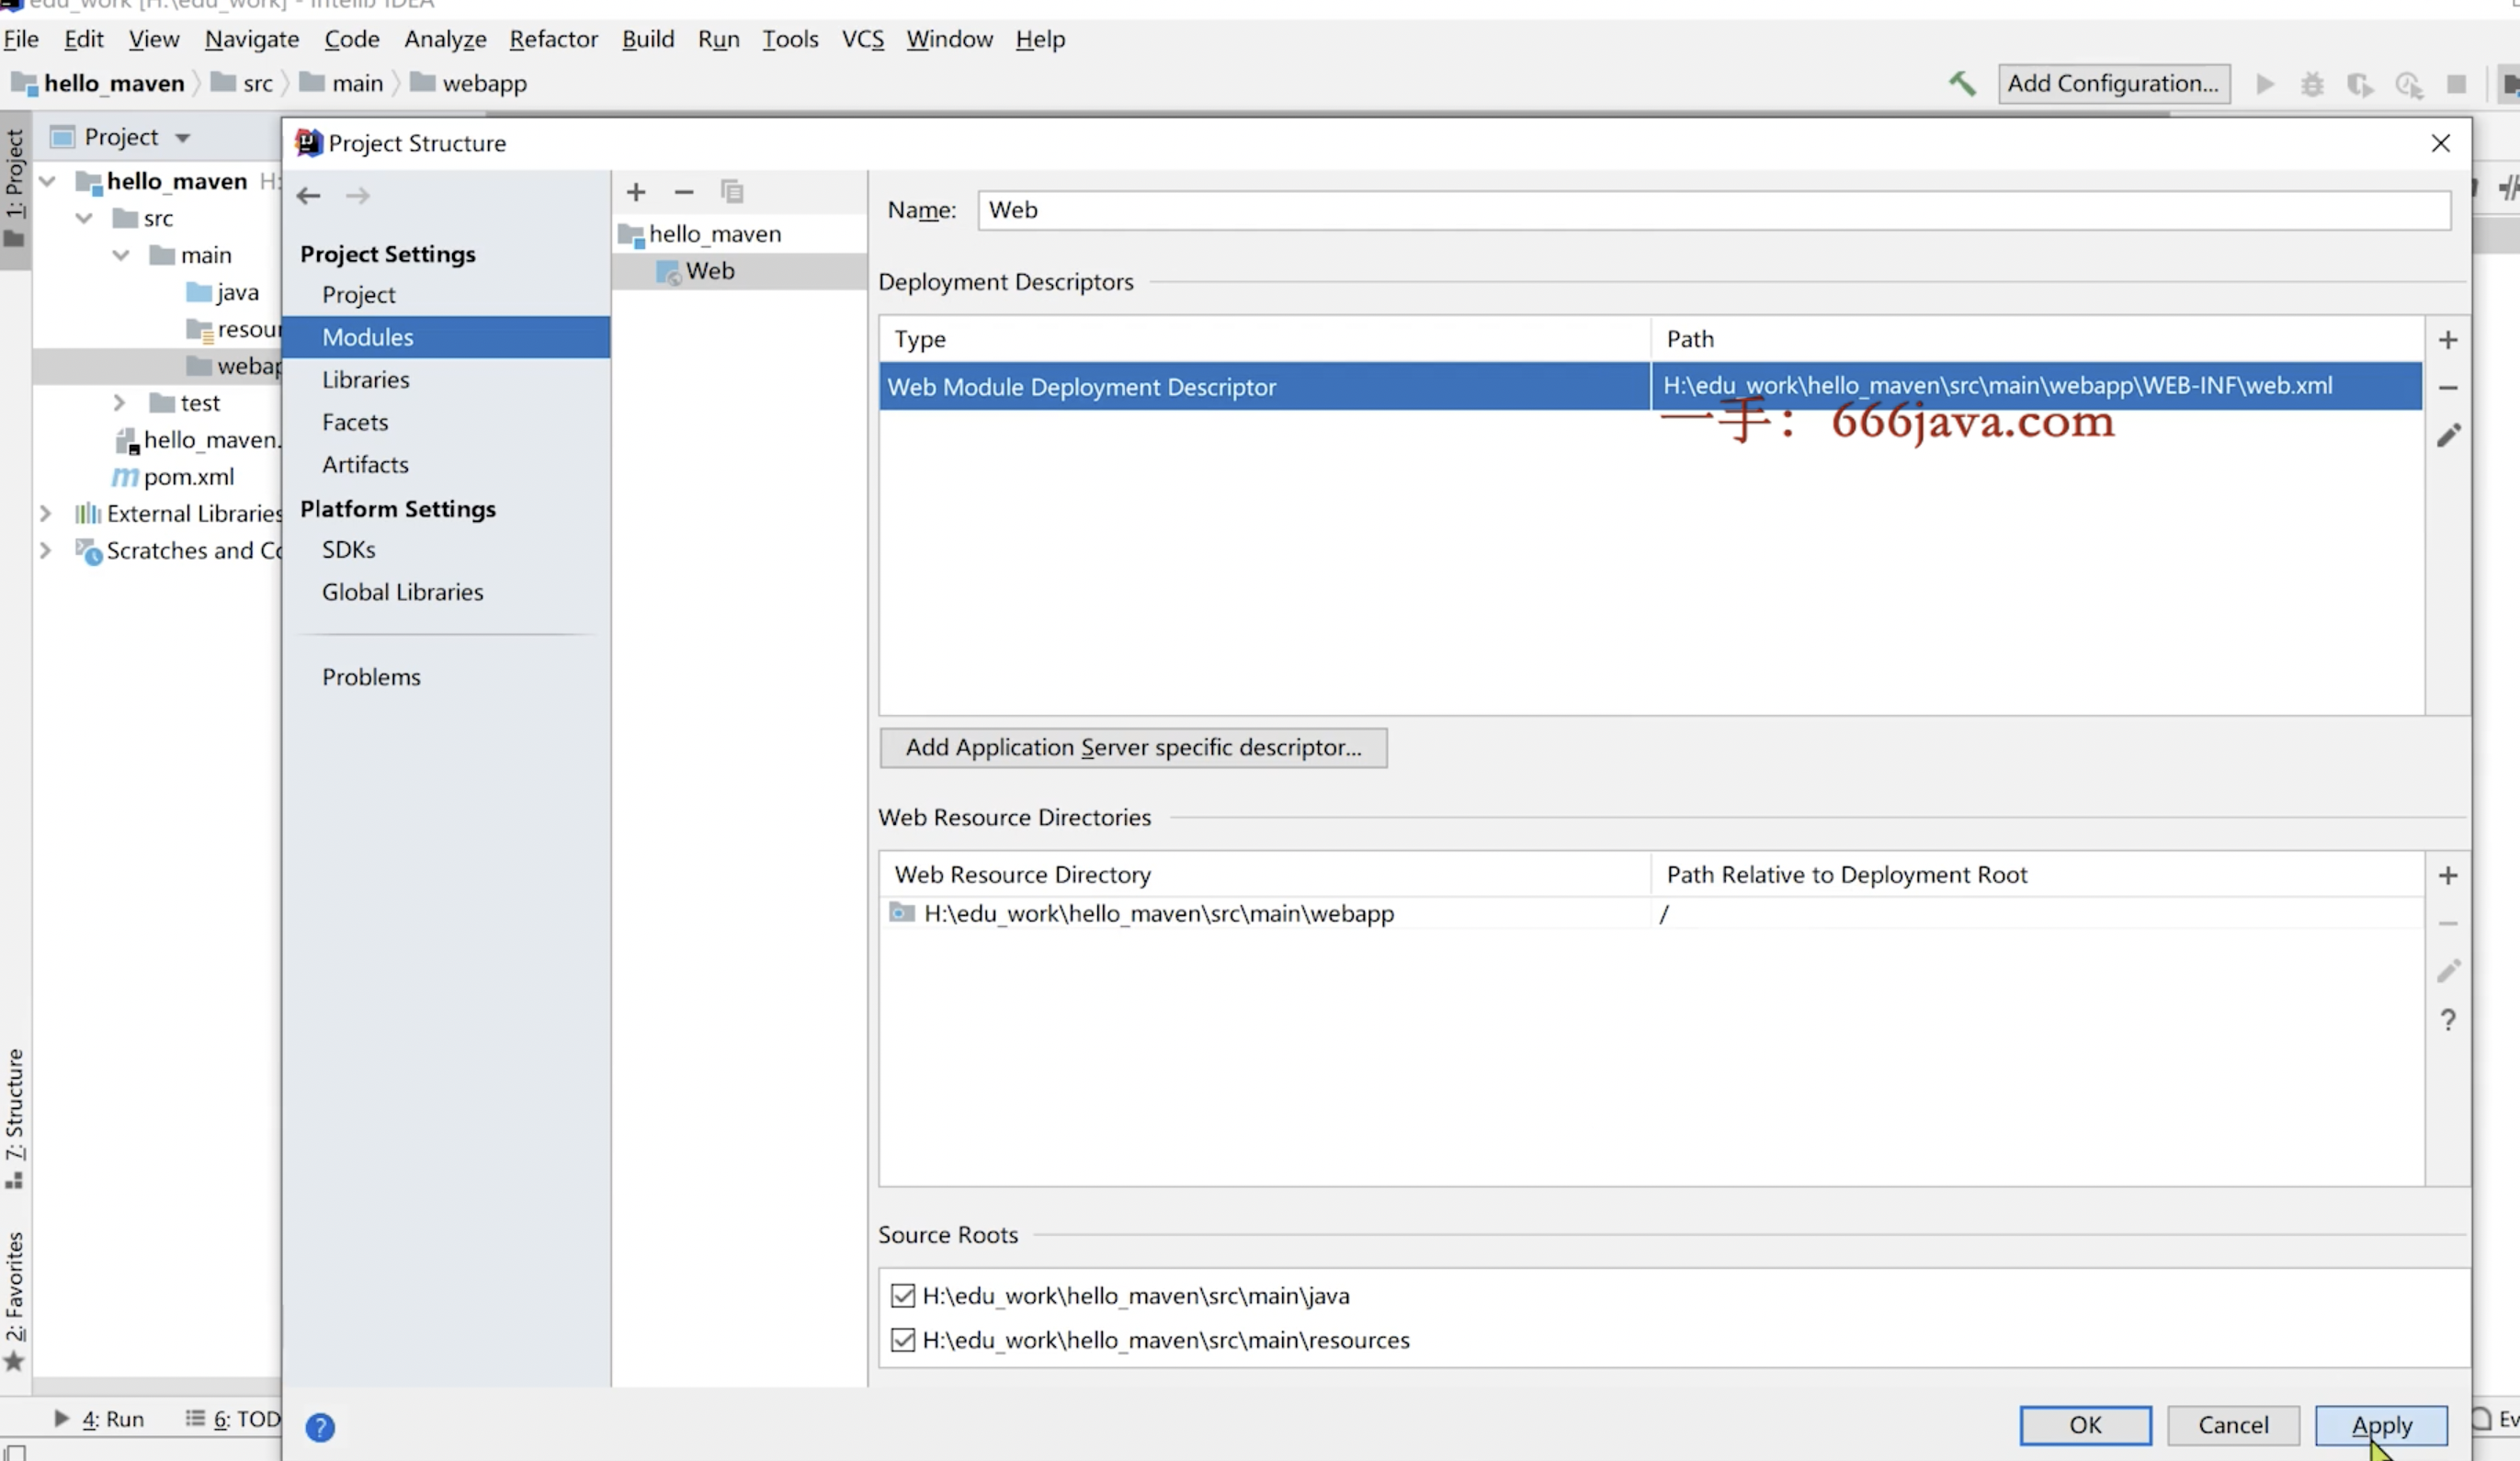 edu_work [H:\edu_work] - IntelliJ IDEA
File Edit View Navigate Code Analyze Refactor Build Run Tools VCS Window Help
hello_maven src main webapp Add Configuration...
1: Project
Project
hello_maven H:
src
main
java
resour
webap
test
hello_maven.
pom.xml
External Libraries
Scratches and Co
7: Structure
2: Favorites
4: Run 6: TOD
Project Structure
Project Settings
Project
Modules
Libraries
Facets
Artifacts
Platform Settings
SDKs
Global Libraries
Problems
hello_maven
Web
Name: Web
Deployment Descriptors
Type Path
Web Module Deployment Descriptor H:\edu_work\hello_maven\src\main\webapp\WEB-INF\web.xml
一手： 666java.com
Add Application Server specific descriptor...
Web Resource Directories
Web Resource Directory Path Relative to Deployment Root
H:\edu_work\hello_maven\src\main\webapp /
Source Roots
H:\edu_work\hello_maven\src\main\java
H:\edu_work\hello_maven\src\main\resources
OK Cancel Apply
Ev